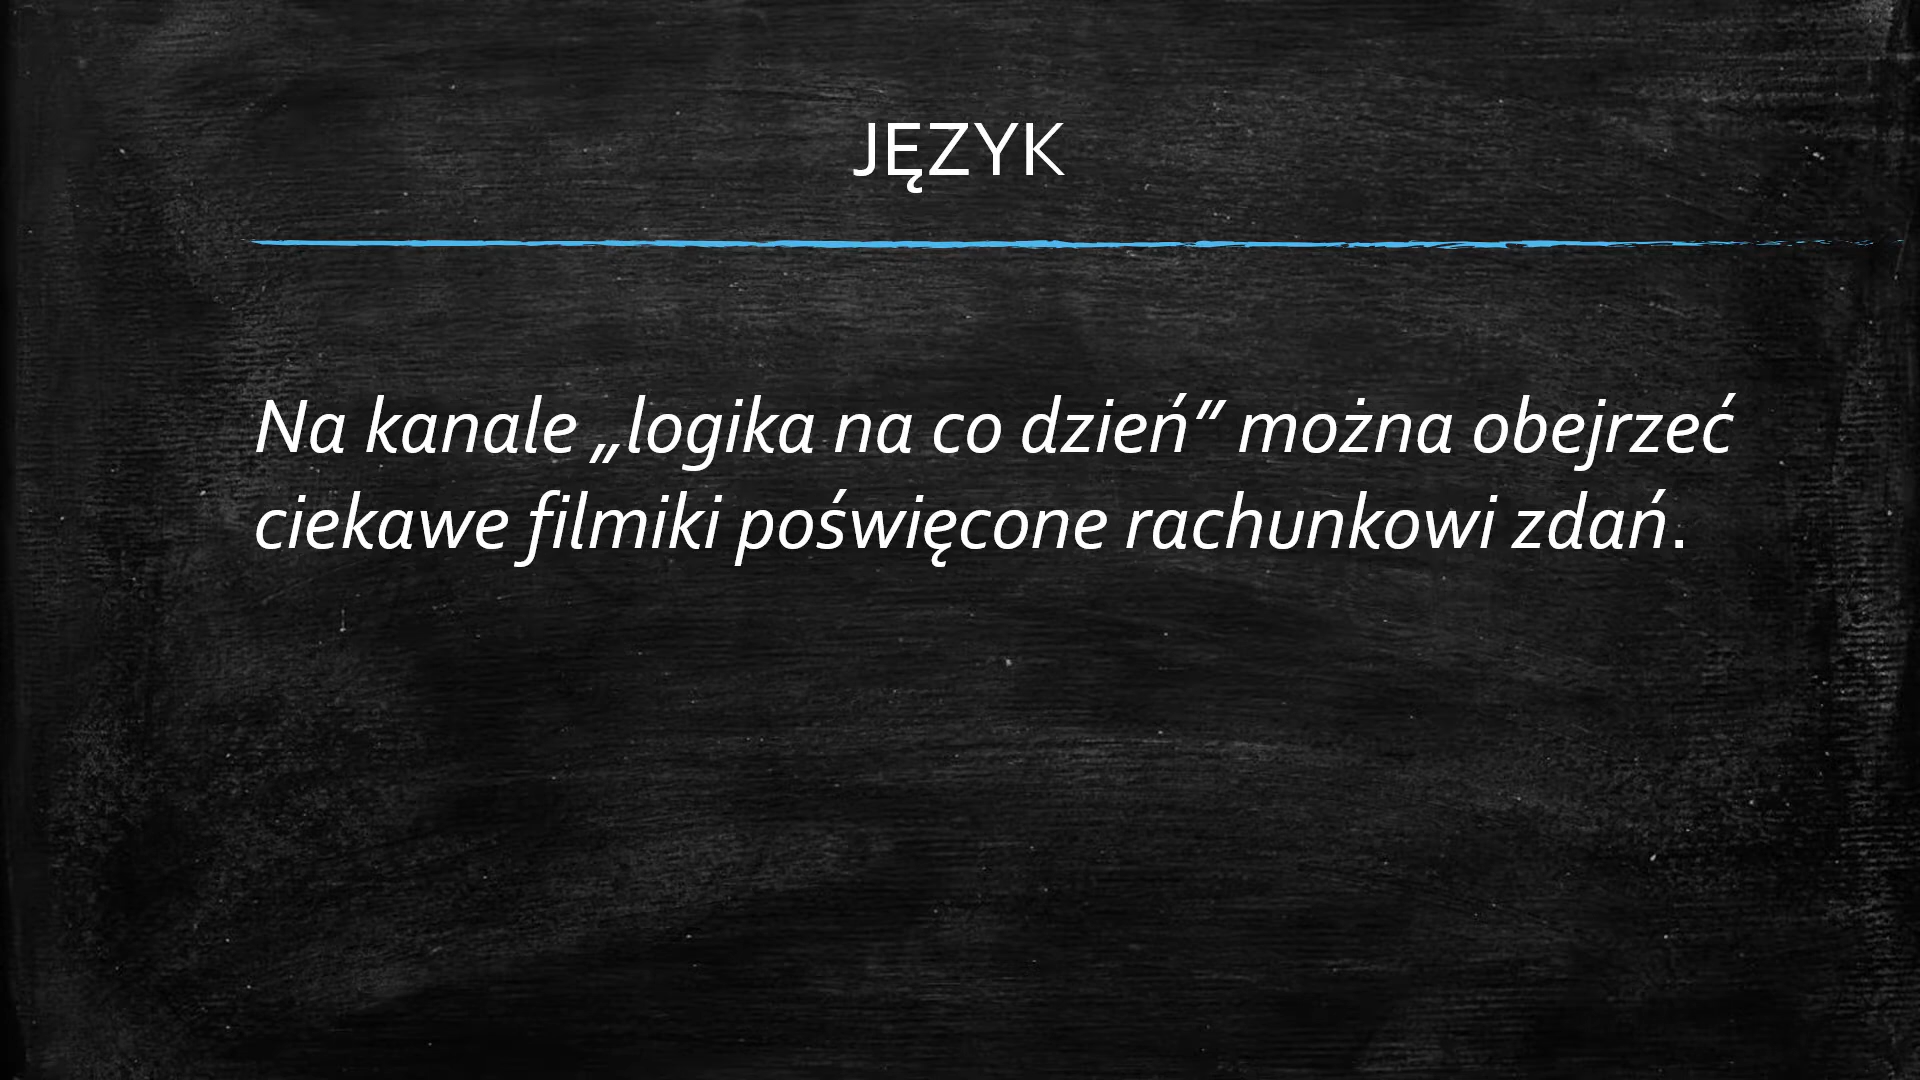 JĘZYK
Na kanale „logika na co dzień” można obejrzeć
ciekawe filmiki poświęcone rachunkowi zdań.